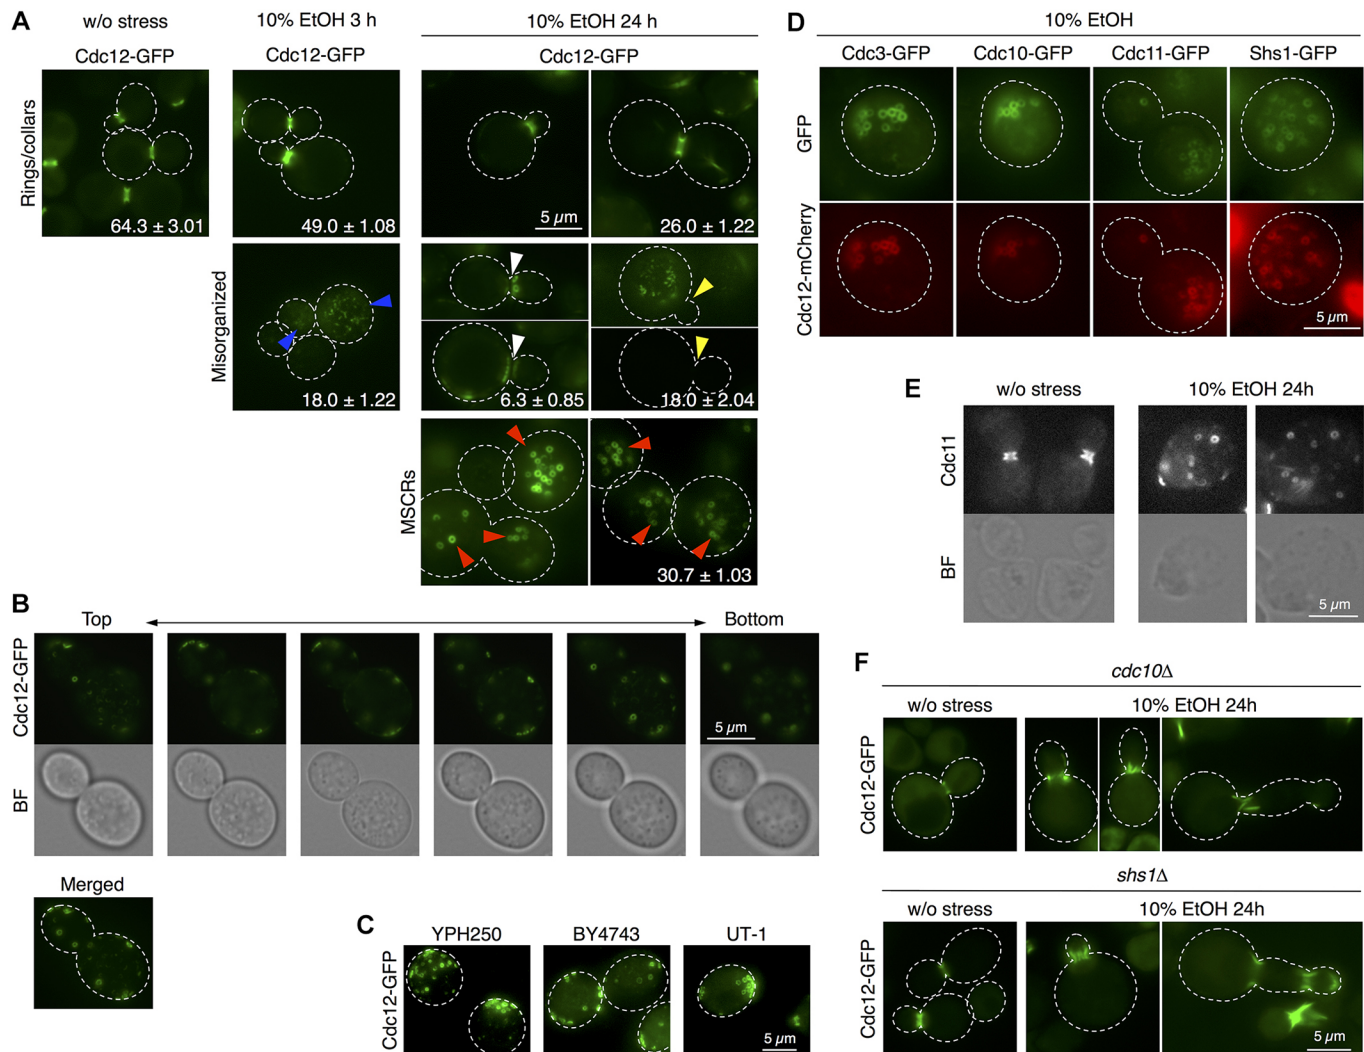 A
w/o stress
10% EtOH 3 h
10% EtOH 24 h
Cdc12-GFP
Cdc12-GFP
Cdc12-GFP
Rings/collars
64.3 ± 3.01
49.0 ± 1.08
5 µm
26.0 ± 1.22
Misorganized
18.0 ± 1.22
6.3 ± 0.85
18.0 ± 2.04
MSCRs
30.7 ± 1.03
B
Top
Bottom
Cdc12-GFP
5 µm
BF
Merged
C
YPH250
BY4743
UT-1
Cdc12-GFP
5 µm
D
10% EtOH
Cdc3-GFP
Cdc10-GFP
Cdc11-GFP
Shs1-GFP
GFP
Cdc12-mCherry
5 µm
E
w/o stress
10% EtOH 24h
Cdc11
BF
5 µm
F
cdc10Δ
w/o stress
10% EtOH 24h
Cdc12-GFP
shs1Δ
w/o stress
10% EtOH 24h
Cdc12-GFP
5 µm